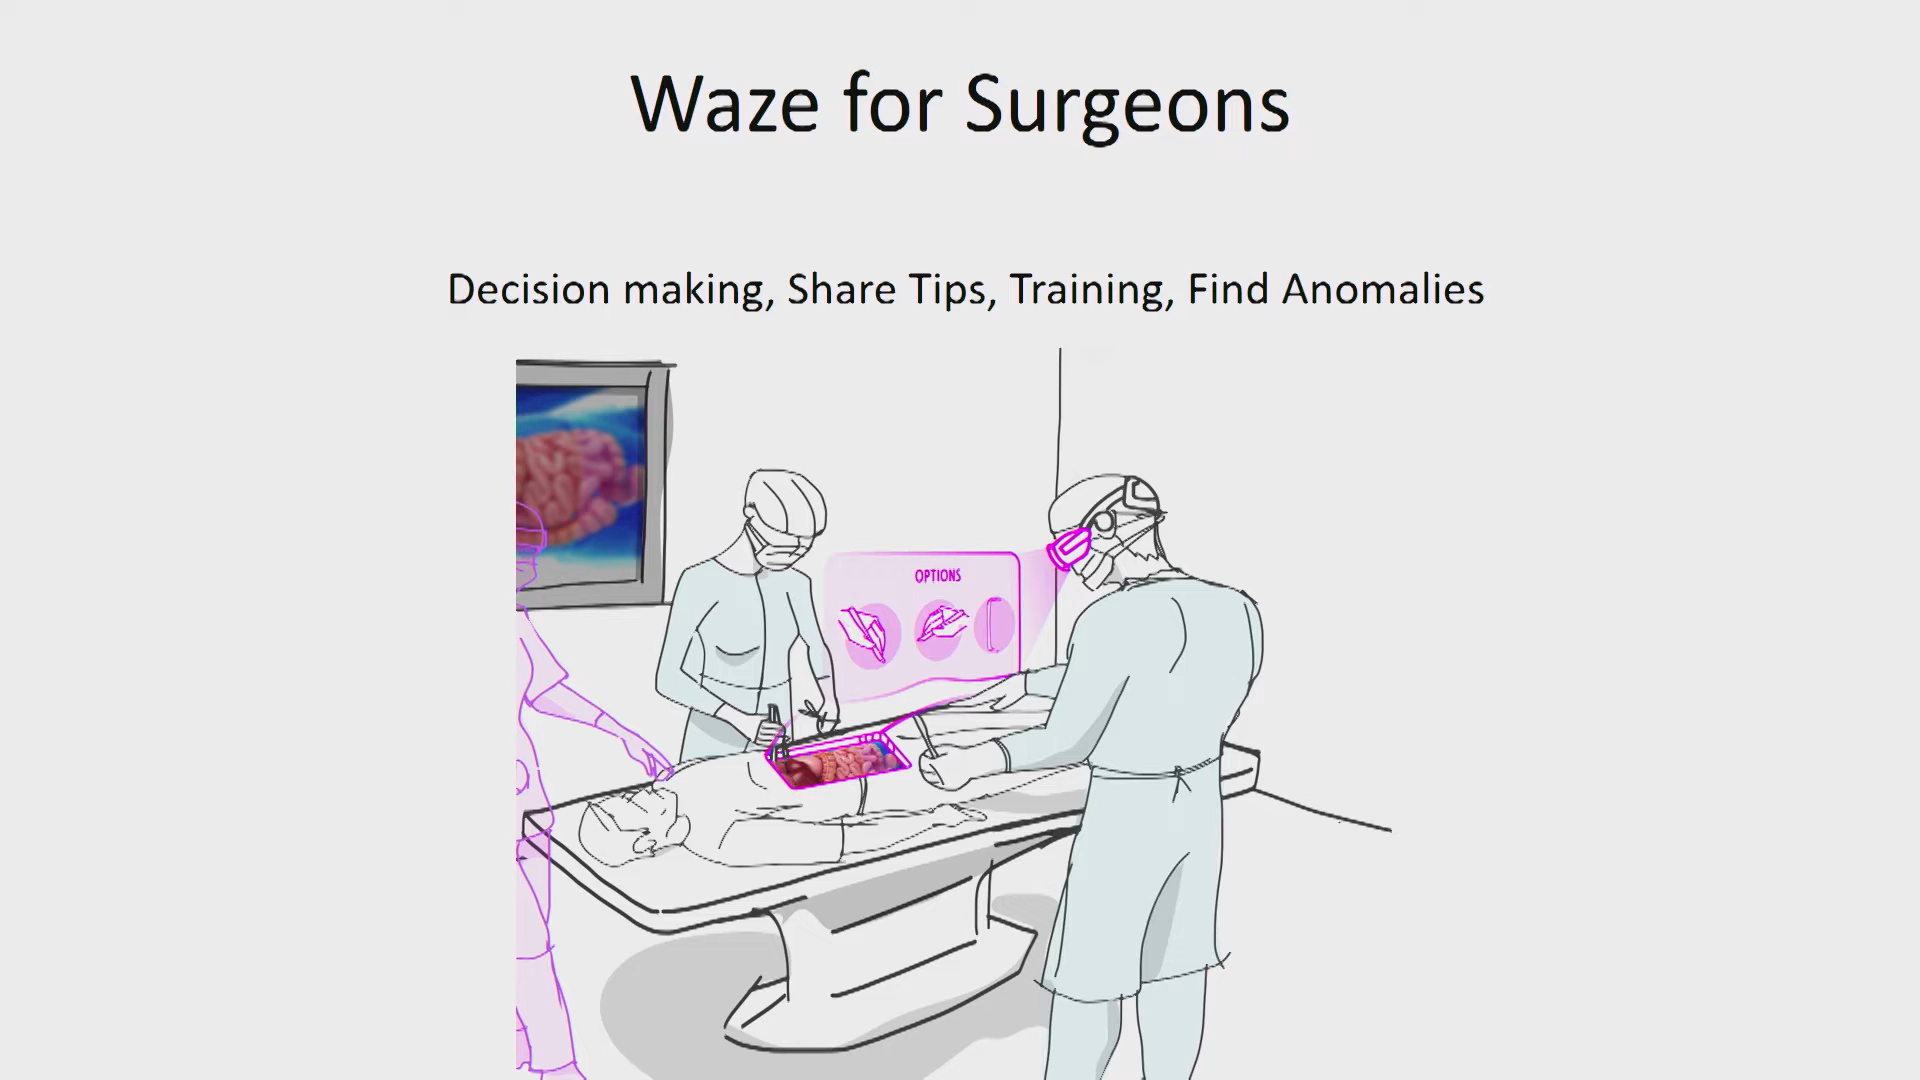 Waze for Surgeons
Decision making, Share Tips, Training, Find Anomalies
OPTIONS